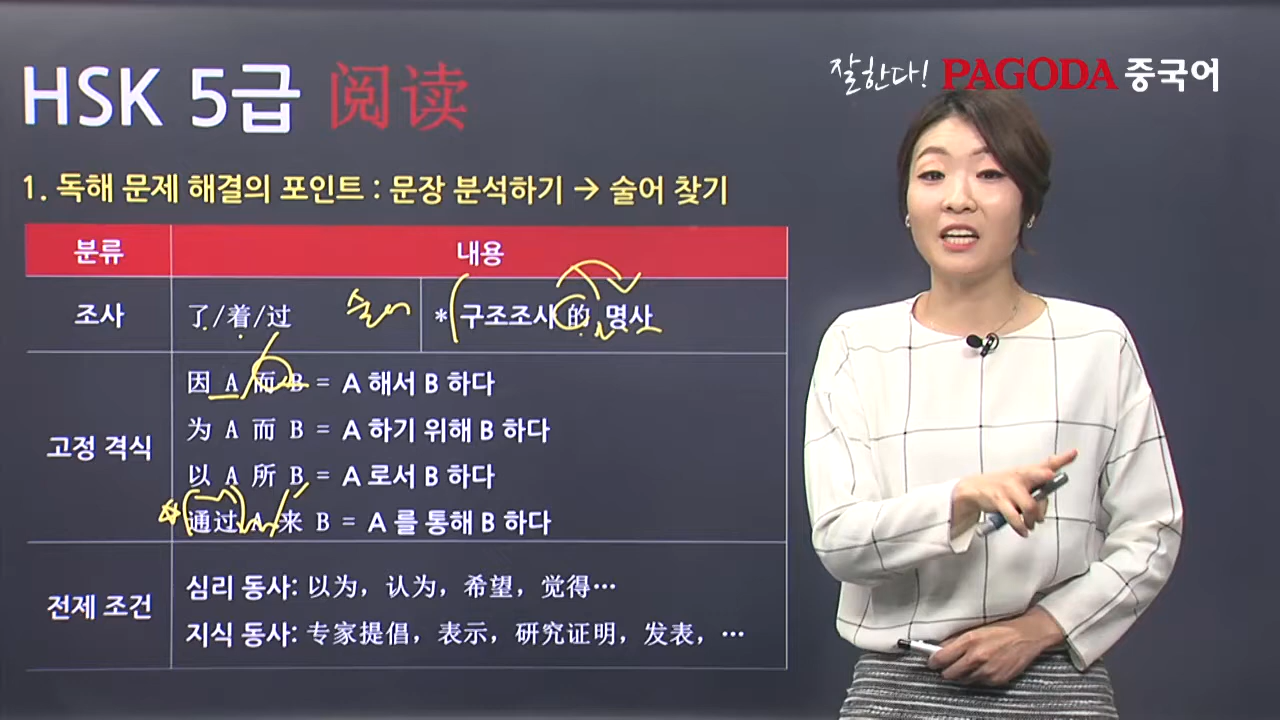 잘한다! PAGODA 중국어
HSK 5급 阅读
1. 독해 문제 해결의 포인트 : 문장 분석하기 → 술어 찾기
분류 내용
조사 了/着/过 술어 * 구조조사 的 명사
고정 격식
因 A 而 B = A 해서 B 하다
为 A 而 B = A 하기 위해 B 하다
以 A 所 B = A 로서 B 하다
通过 A 来 B = A 를 통해 B 하다
전제 조건
심리 동사: 以为，认为，希望，觉得…
지식 동사: 专家提倡，表示，研究证明，发表，…